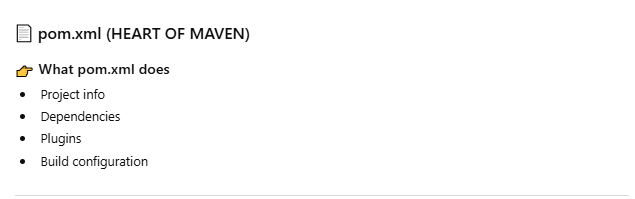 pom.xml (HEART OF MAVEN)
What pom.xml does
• Project info
• Dependencies
• Plugins
• Build configuration